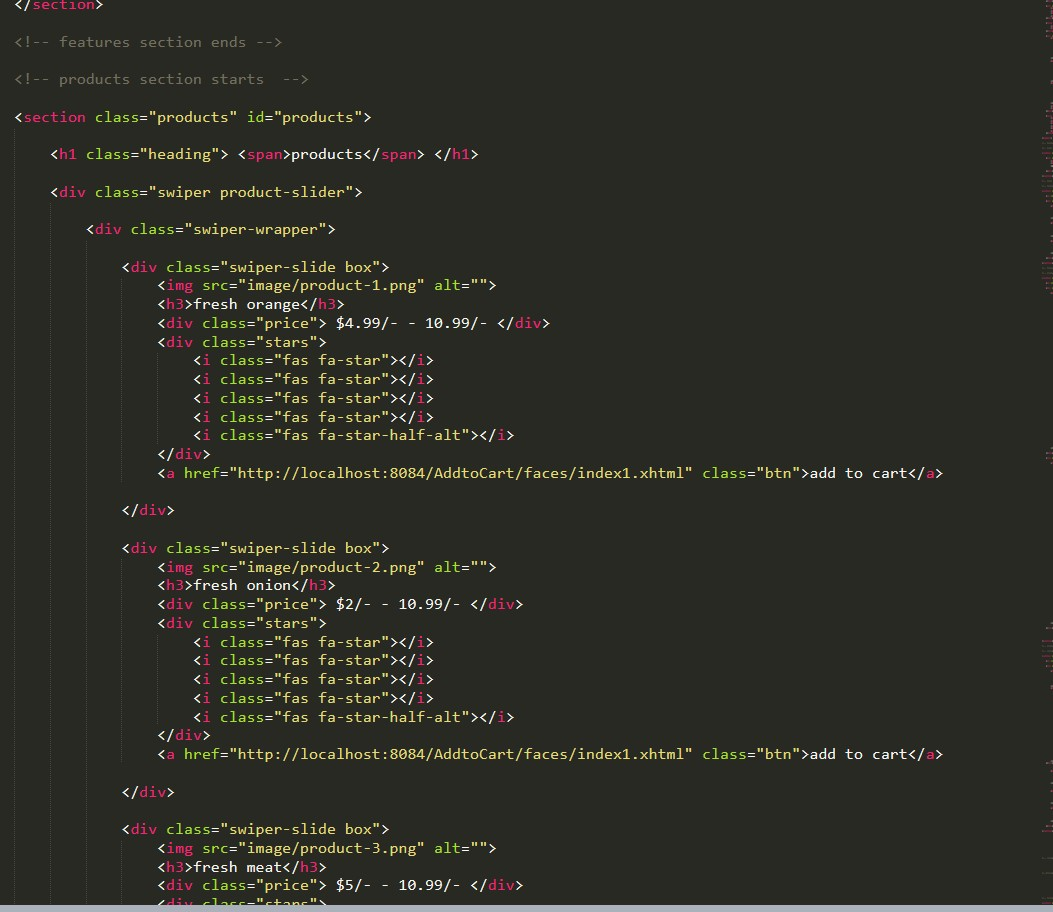 </section>
<!-- features section ends -->
<!-- products section starts  -->
<section class="products" id="products">
<h1 class="heading"> <span>products</span> </h1>
<div class="swiper product-slider">
<div class="swiper-wrapper">
<div class="swiper-slide box">
<img src="image/product-1.png" alt="">
<h3>fresh orange</h3>
<div class="price"> $4.99/- - 10.99/- </div>
<div class="stars">
<i class="fas fa-star"></i>
<i class="fas fa-star"></i>
<i class="fas fa-star"></i>
<i class="fas fa-star"></i>
<i class="fas fa-star-half-alt"></i>
</div>
<a href="http://localhost:8084/AddtoCart/faces/index1.xhtml" class="btn">add to cart</a>
</div>
<div class="swiper-slide box">
<img src="image/product-2.png" alt="">
<h3>fresh onion</h3>
<div class="price"> $2/- - 10.99/- </div>
<div class="stars">
<i class="fas fa-star"></i>
<i class="fas fa-star"></i>
<i class="fas fa-star"></i>
<i class="fas fa-star"></i>
<i class="fas fa-star-half-alt"></i>
</div>
<a href="http://localhost:8084/AddtoCart/faces/index1.xhtml" class="btn">add to cart</a>
</div>
<div class="swiper-slide box">
<img src="image/product-3.png" alt="">
<h3>fresh meat</h3>
<div class="price"> $5/- - 10.99/- </div>
<div class="stars">